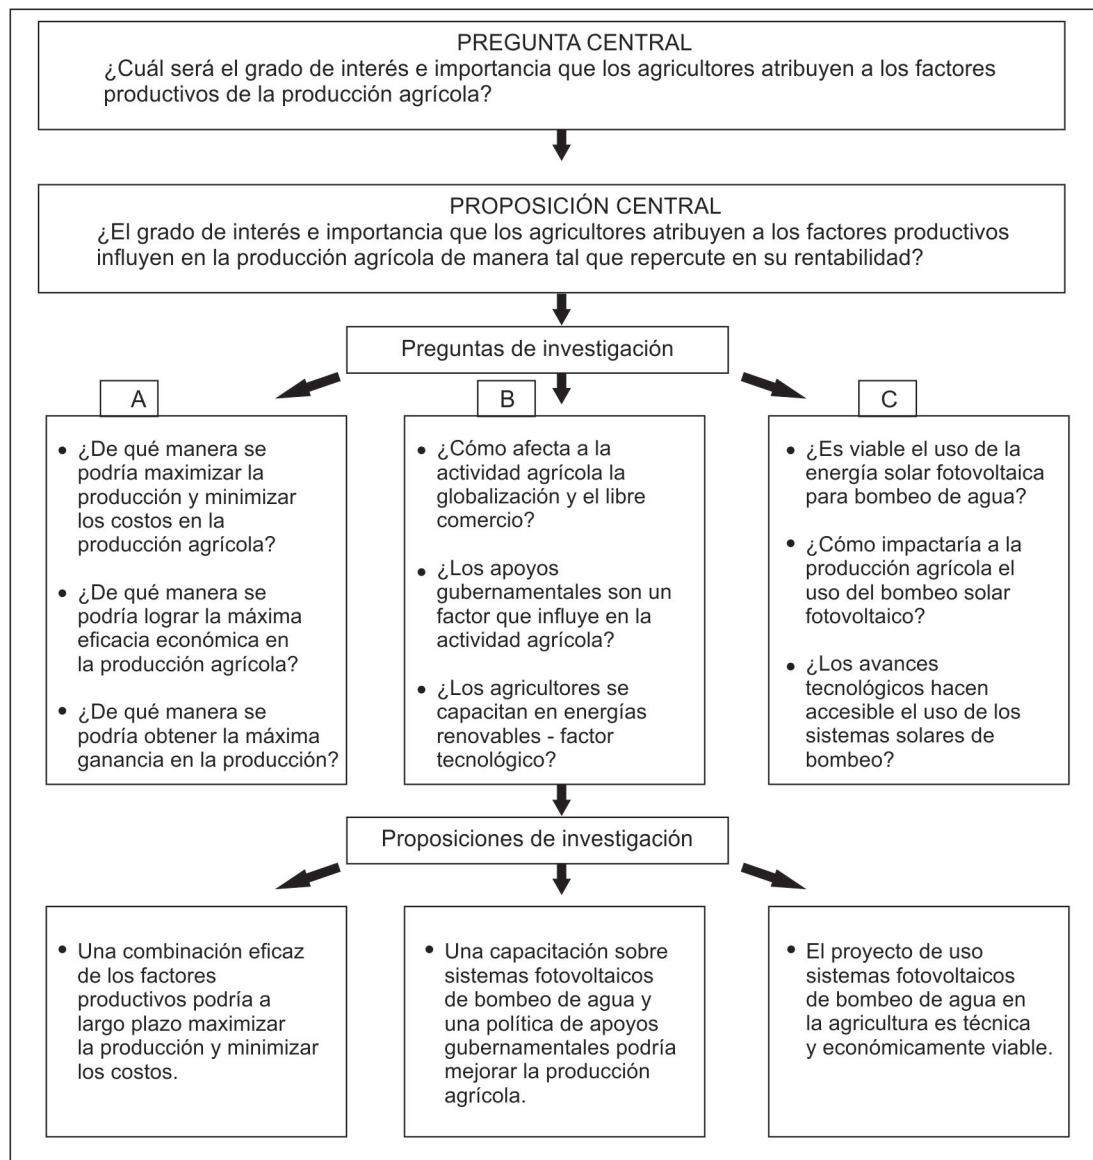 PREGUNTA CENTRAL
¿Cuál será el grado de interés e importancia que los agricultores atribuyen a los factores
productivos de la producción agrícola?
PROPOSICIÓN CENTRAL
¿El grado de interés e importancia que los agricultores atribuyen a los factores productivos
influyen en la producción agrícola de manera tal que repercute en su rentabilidad?
Preguntas de investigación
A
• ¿De qué manera se
podría maximizar la
producción y minimizar
los costos en la
producción agrícola?
• ¿De qué manera se
podría lograr la máxima
eficacia económica en
la producción agrícola?
• ¿De qué manera se
podría obtener la máxima
ganancia en la producción?
B
• ¿Cómo afecta a la
actividad agrícola la
globalización y el libre
comercio?
• ¿Los apoyos
gubernamentales son un
factor que influye en la
actividad agrícola?
• ¿Los agricultores se
capacitan en energías
renovables - factor
tecnológico?
C
• ¿Es viable el uso de la
energía solar fotovoltaica
para bombeo de agua?
• ¿Cómo impactaría a la
producción agrícola el
uso del bombeo solar
fotovoltaico?
• ¿Los avances
tecnológicos hacen
accesible el uso de los
sistemas solares de
bombeo?
Proposiciones de investigación
• Una combinación eficaz
de los factores
productivos podría a
largo plazo maximizar
la producción y minimizar
los costos.
• Una capacitación sobre
sistemas fotovoltaicos
de bombeo de agua y
una política de apoyos
gubernamentales podría
mejorar la producción
agrícola.
• El proyecto de uso
sistemas fotovoltaicos
de bombeo de agua en
la agricultura es técnica
y económicamente viable.